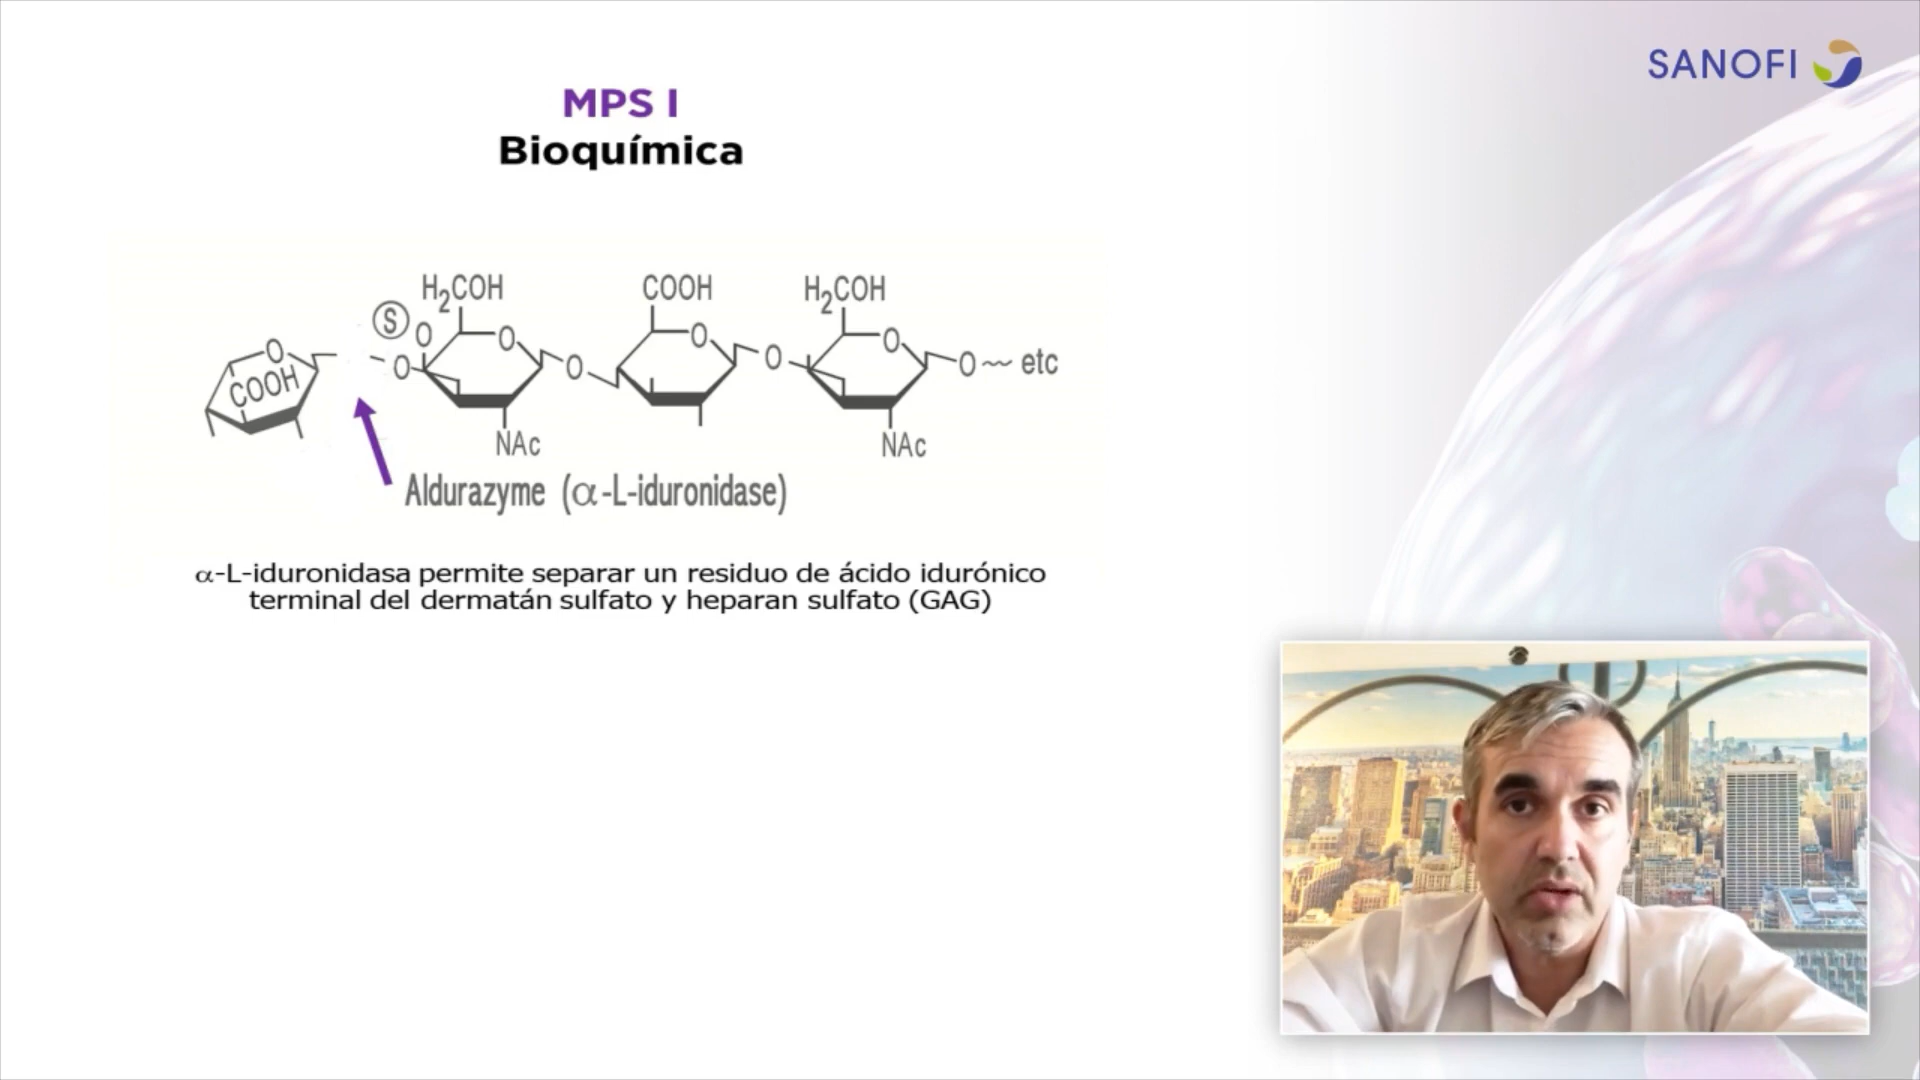 SANOFI
MPS I
Bioquímica
H2COH COOH H2COH
S O O O O
O COOH O O O O ~ etc
NAc NAc
Aldurazyme (α-L-iduronidase)
α-L-iduronidasa permite separar un residuo de ácido idurónico
terminal del dermatán sulfato y heparan sulfato (GAG)